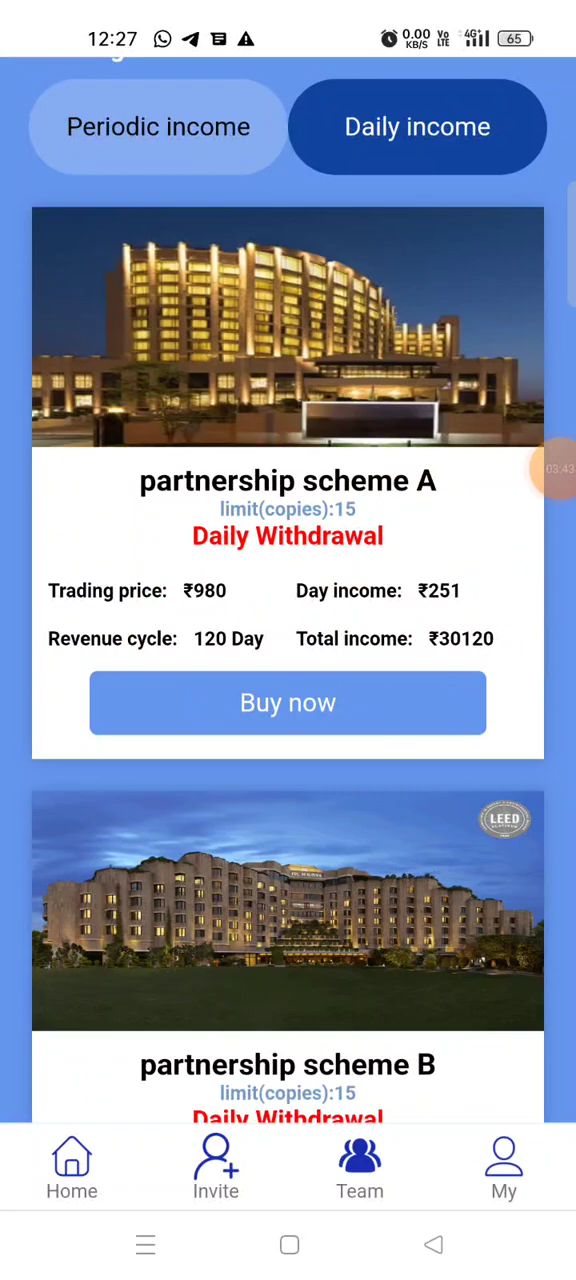 12:27
0.00 KB/S
Vo LTE
4G+
65
Periodic income
Daily income
03:43
partnership scheme A
limit(copies):15
Daily Withdrawal
Trading price: ₹980 Day income: ₹251
Revenue cycle: 120 Day Total income: ₹30120
Buy now
LEED
partnership scheme B
limit(copies):15
Daily Withdrawal
Home
Invite
Team
My